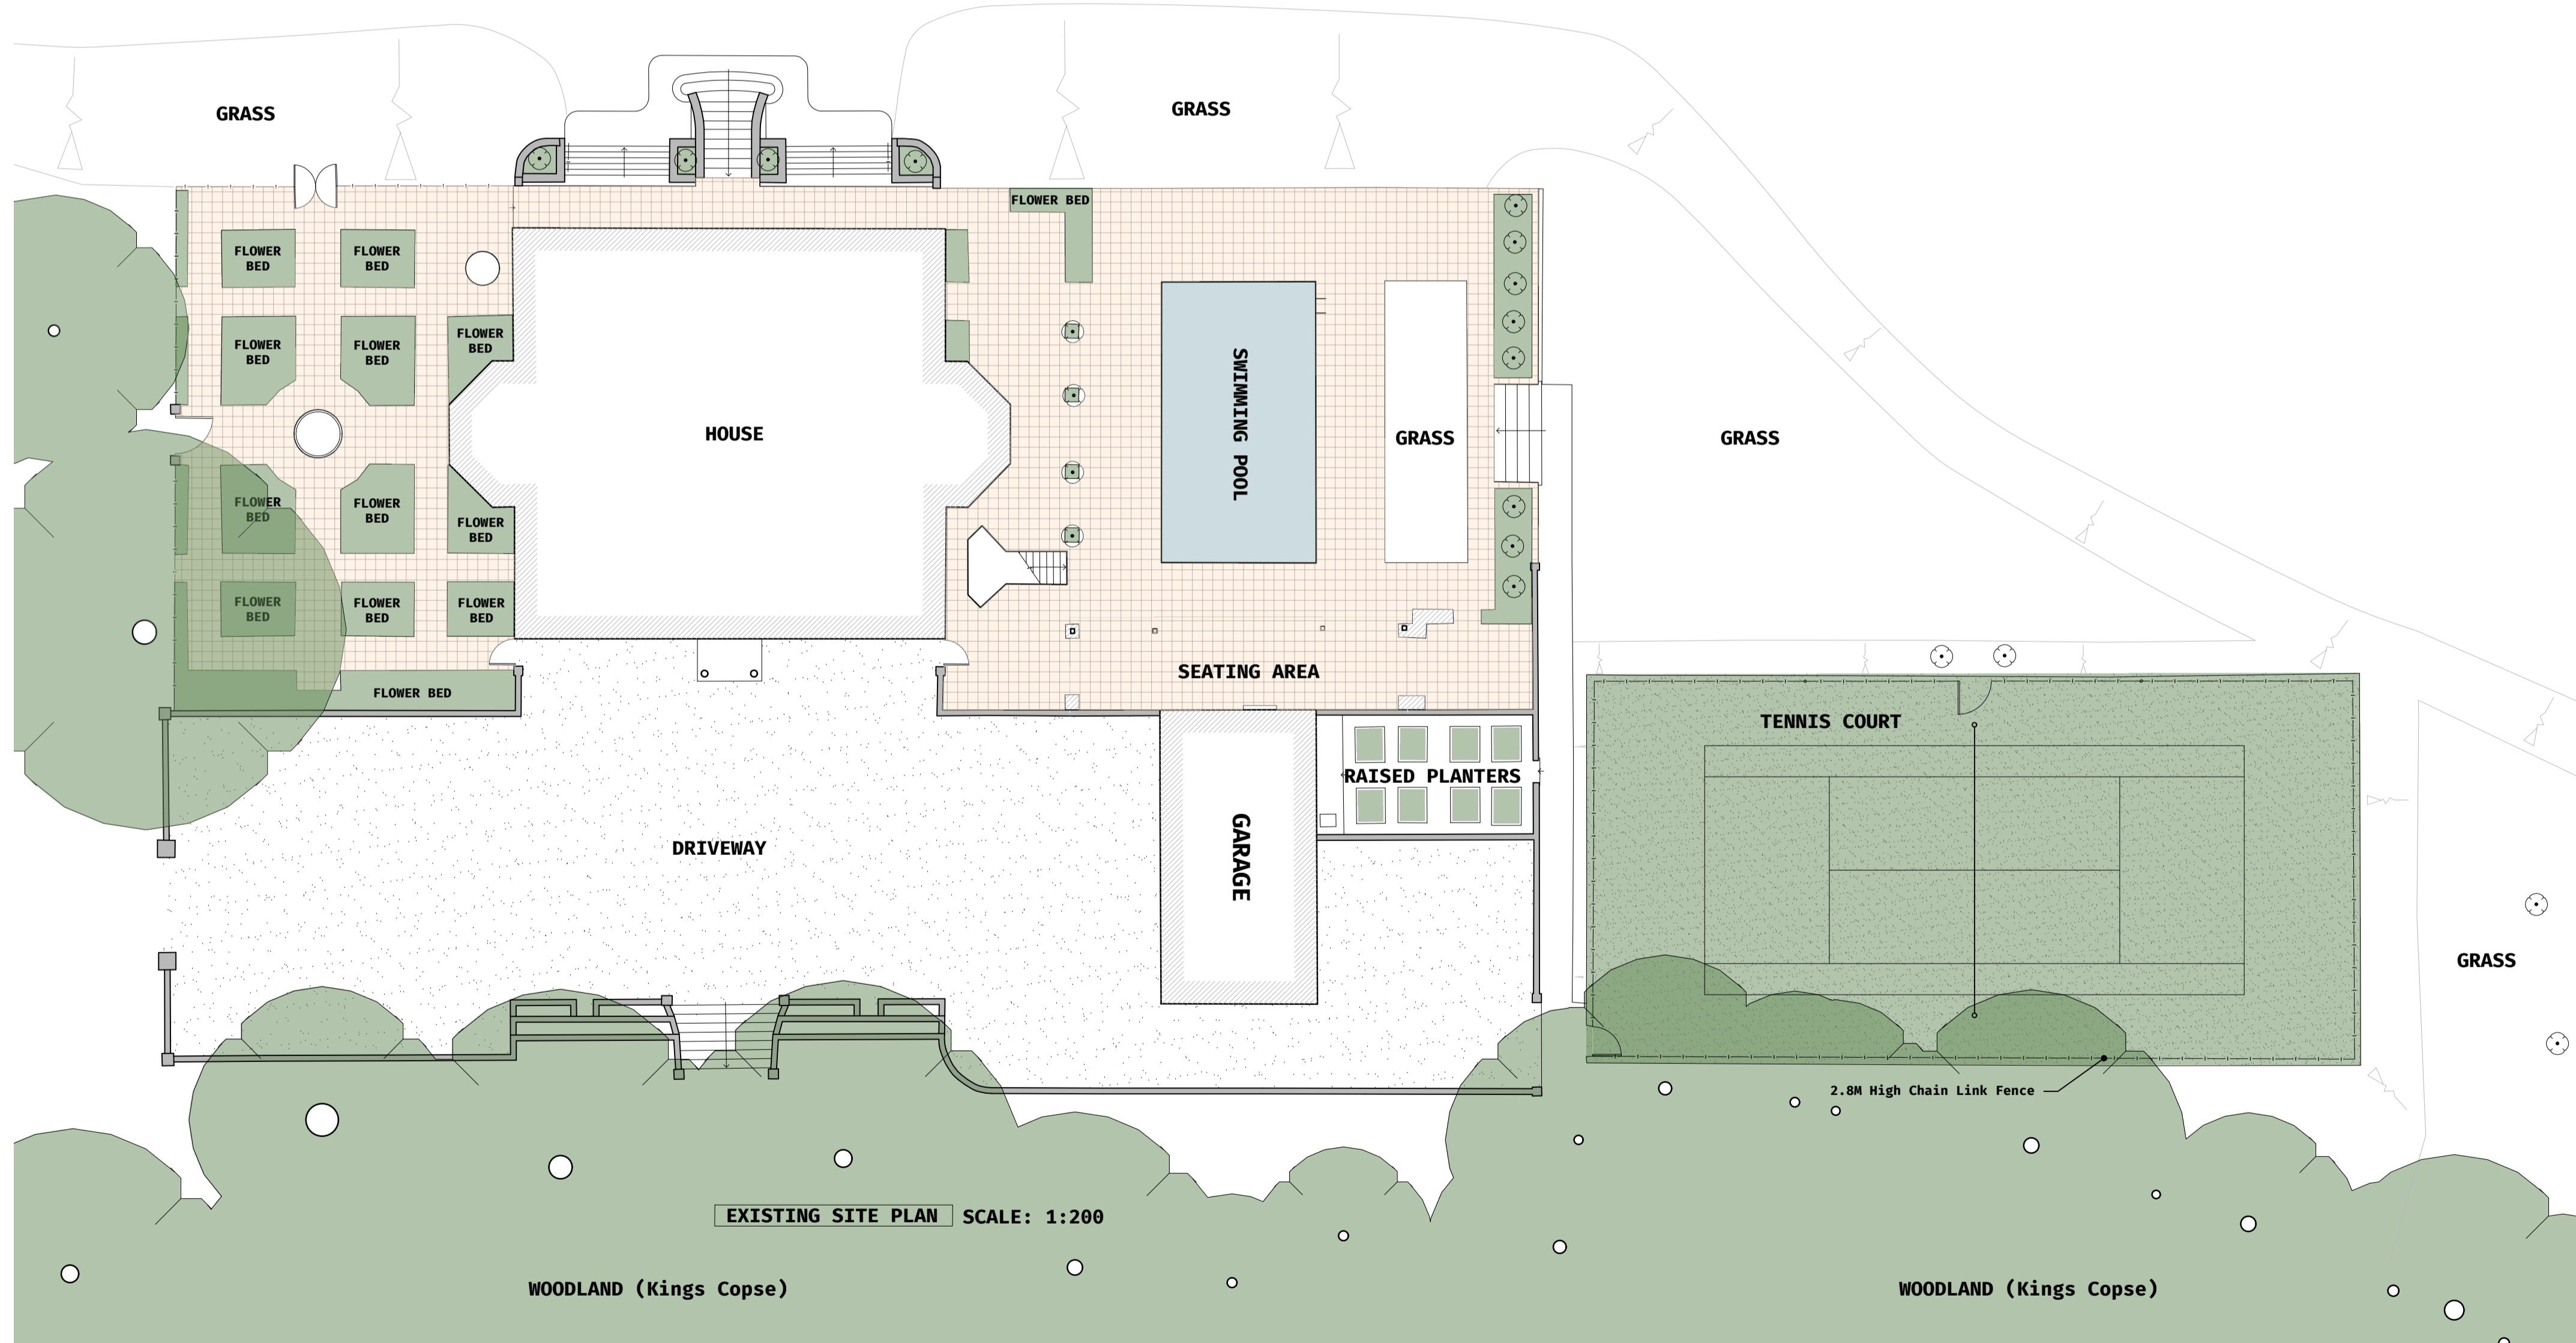 GRASS
GRASS
FLOWER BED
FLOWER
BED
FLOWER
BED
FLOWER
BED
FLOWER
BED
FLOWER
BED
HOUSE
SWIMMING POOL
GRASS
GRASS
FLOWER
BED
FLOWER
BED
FLOWER
BED
FLOWER
BED
FLOWER
BED
FLOWER
BED
SEATING AREA
FLOWER BED
TENNIS COURT
RAISED PLANTERS
DRIVEWAY
GARAGE
GRASS
2.8M High Chain Link Fence
EXISTING SITE PLAN SCALE: 1:200
WOODLAND (Kings Copse)
WOODLAND (Kings Copse)